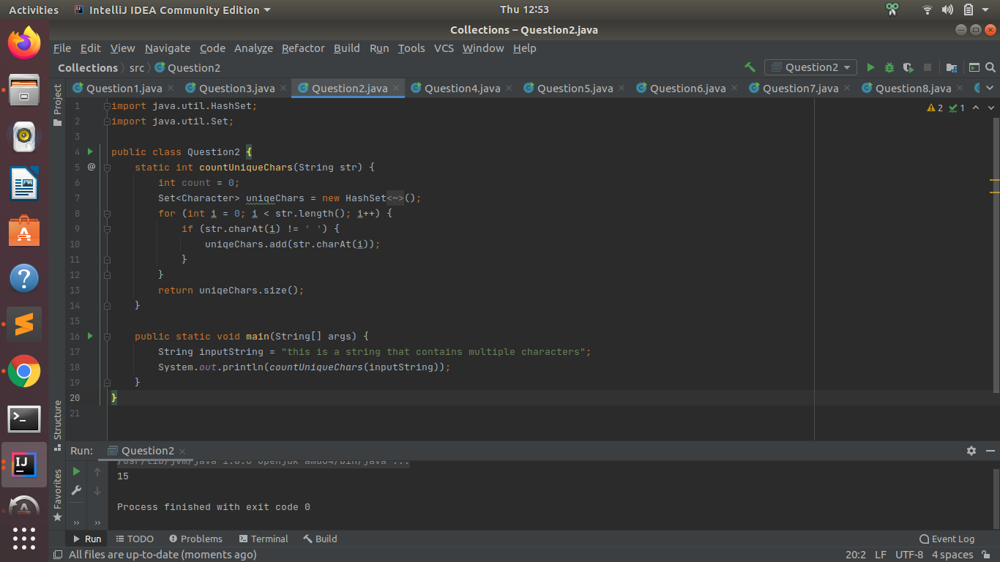 Activities IntelliJ IDEA Community Edition Thu 12:53
Collections – Question2.java
File Edit View Navigate Code Analyze Refactor Build Run Tools VCS Window Help
Collections src Question2 Question2
Question1.java Question3.java Question2.java Question4.java Question5.java Question6.java Question7.java Question8.java
Project
1 import java.util.HashSet; 2 1
2 import java.util.Set;
3
4 public class Question2 {
5 @ static int countUniqueChars(String str) {
6 int count = 0;
7 Set<Character> uniqeChars = new HashSet<~>();
8 for (int i = 0; i < str.length(); i++) {
9 if (str.charAt(i) != ' ') {
10 uniqeChars.add(str.charAt(i));
11 }
12 }
13 return uniqeChars.size();
14 }
15
16 public static void main(String[] args) {
17 String inputString = "this is a string that contains multiple characters";
18 System.out.println(countUniqueChars(inputString));
19 }
20 }
21
Structure
Favorites
Run: Question2
15
Process finished with exit code 0
Run TODO Problems Terminal Build Event Log
All files are up-to-date (moments ago) 20:2 LF UTF-8 4 spaces